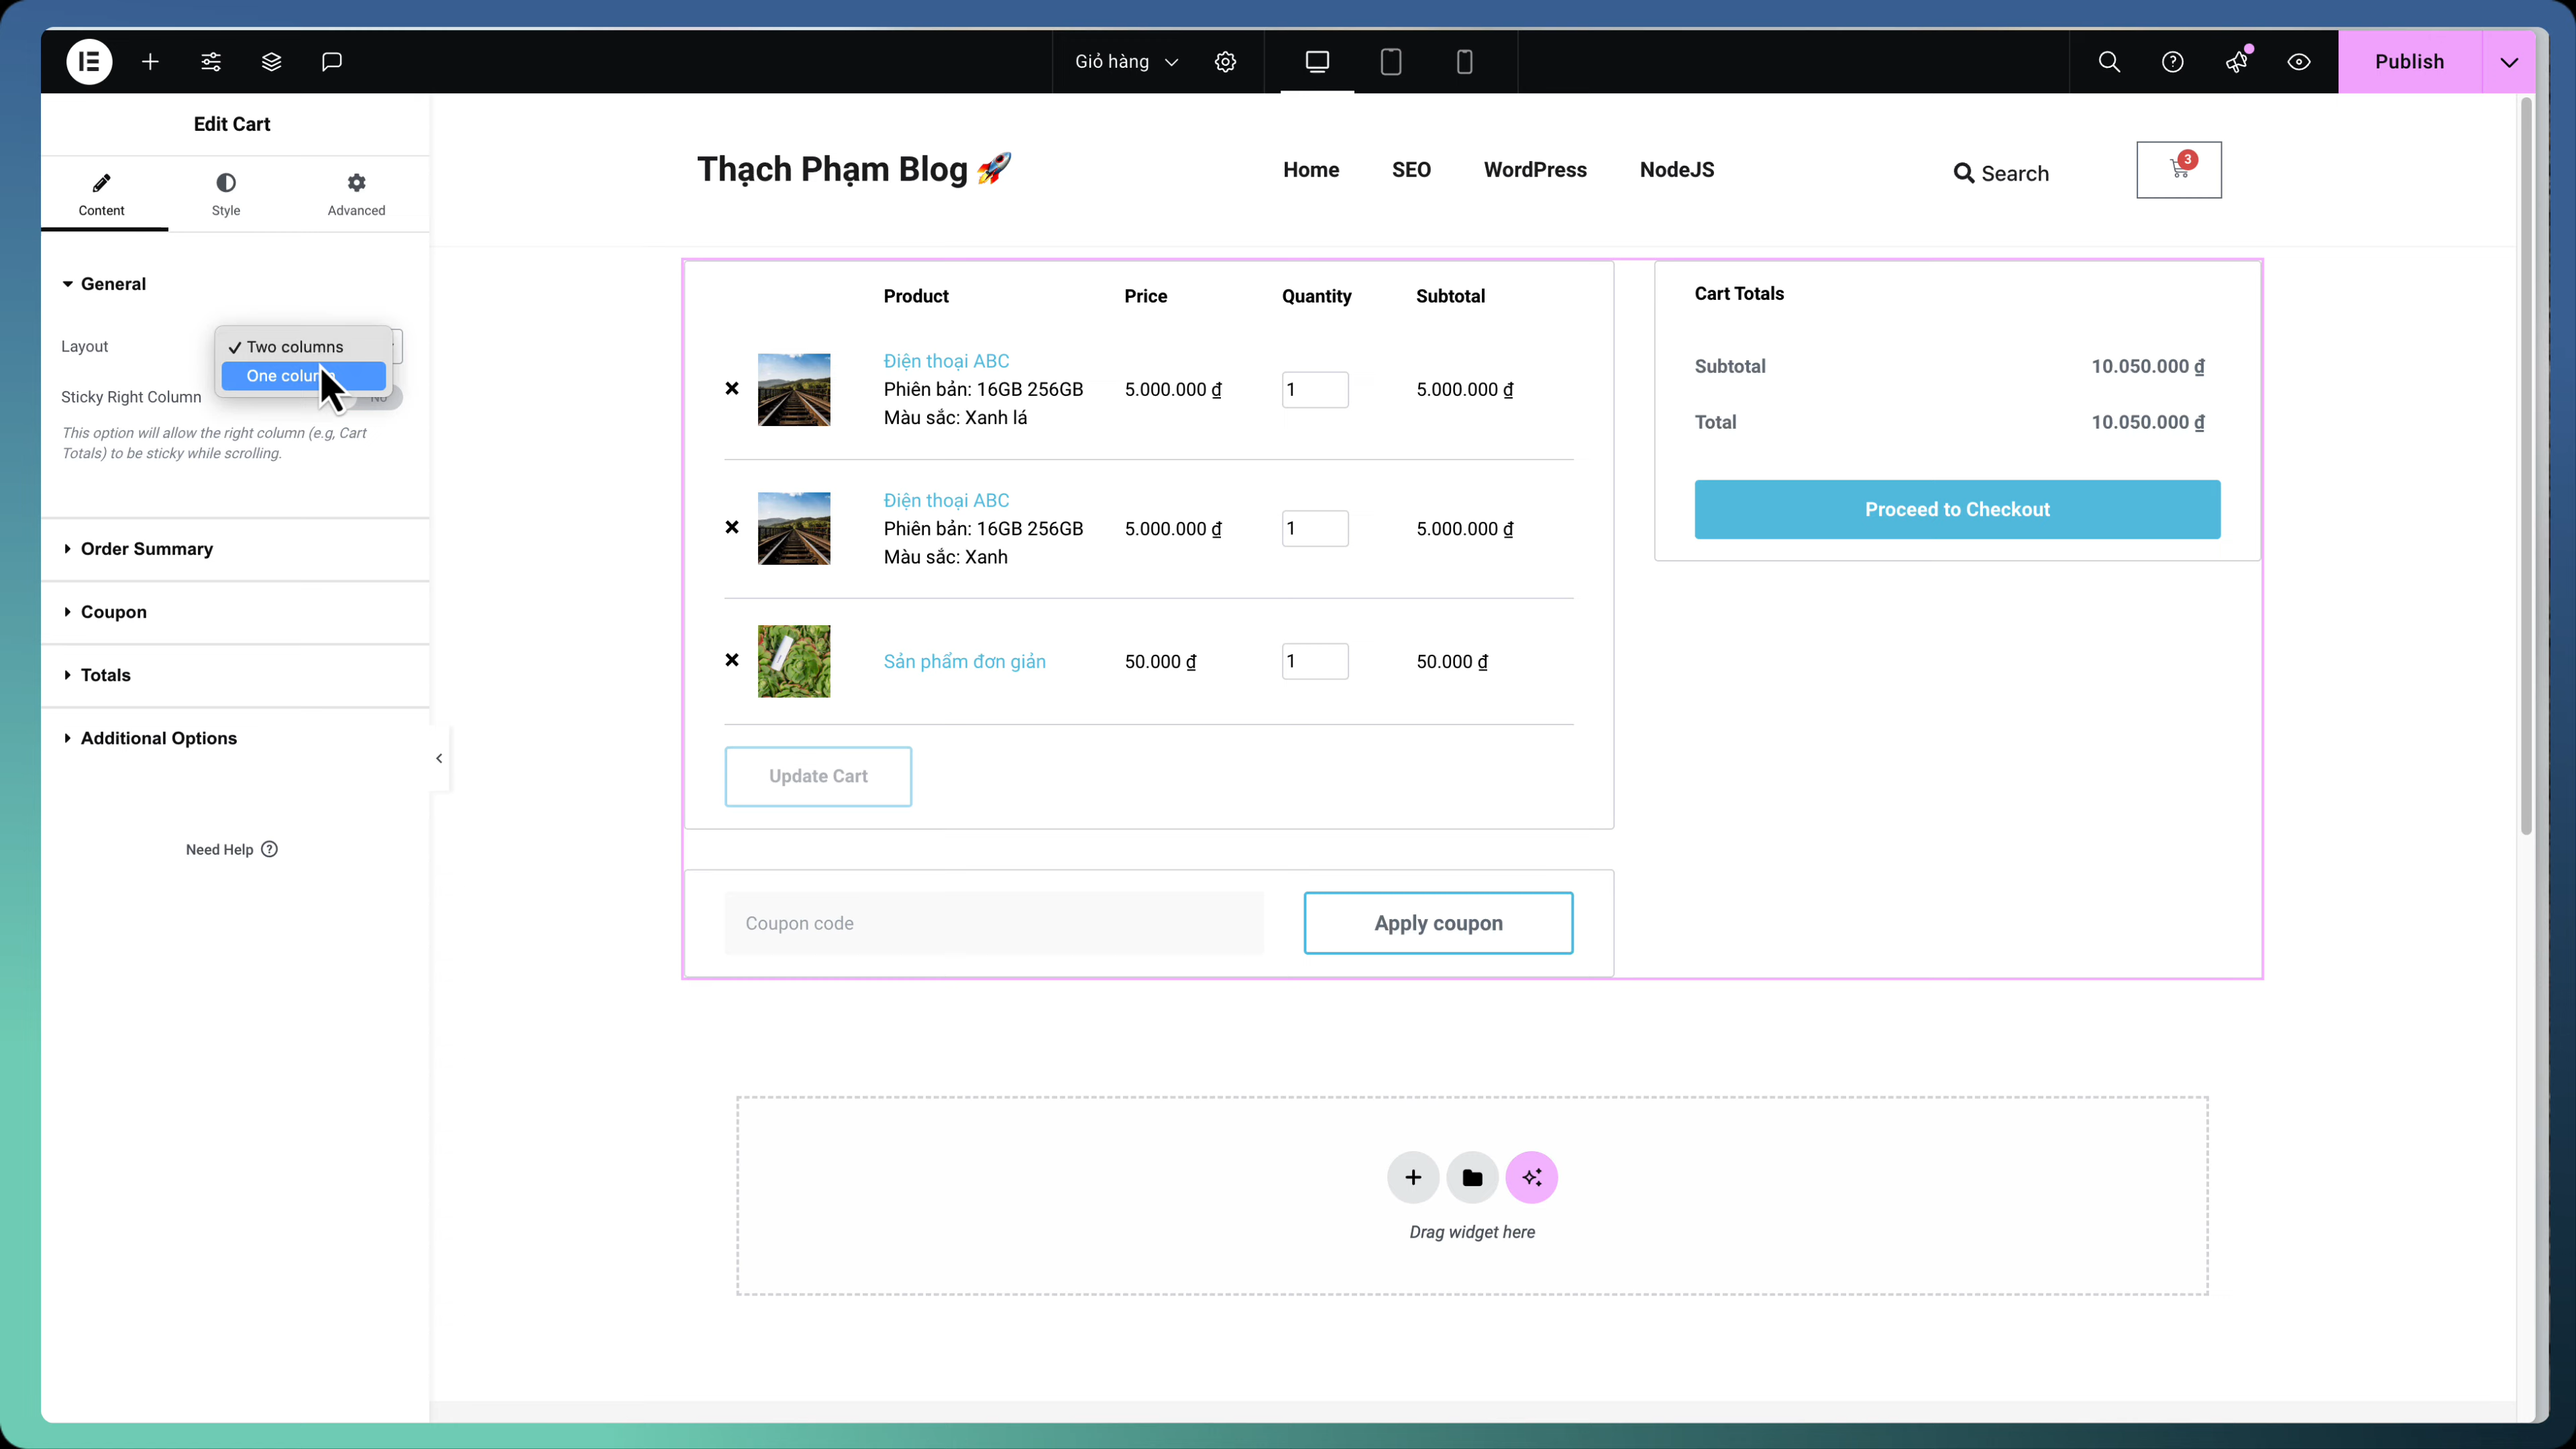 Giỏ hàng
Publish
Edit Cart
Content
Style
Advanced
General
Layout
✓ Two columns
One colum
Sticky Right Column
No
This option will allow the right column (e.g, Cart
Totals) to be sticky while scrolling.
Order Summary
Coupon
Totals
Additional Options
Need Help
Thạch Phạm Blog 🚀
Home
SEO
WordPress
NodeJS
Search
3
Product
Price
Quantity
Subtotal
Điện thoại ABC
Phiên bản: 16GB 256GB
Màu sắc: Xanh lá
5.000.000 ₫
1
5.000.000 ₫
Điện thoại ABC
Phiên bản: 16GB 256GB
Màu sắc: Xanh
5.000.000 ₫
1
5.000.000 ₫
Sản phẩm đơn giản
50.000 ₫
1
50.000 ₫
Update Cart
Coupon code
Apply coupon
Cart Totals
Subtotal
10.050.000 ₫
Total
10.050.000 ₫
Proceed to Checkout
Drag widget here